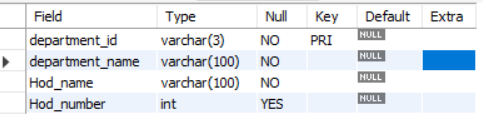 Field Type Null Key Default Extra
department_id varchar(3) NO PRI NULL
department_name varchar(100) NO NULL
Hod_name varchar(100) NO NULL
Hod_number int YES NULL